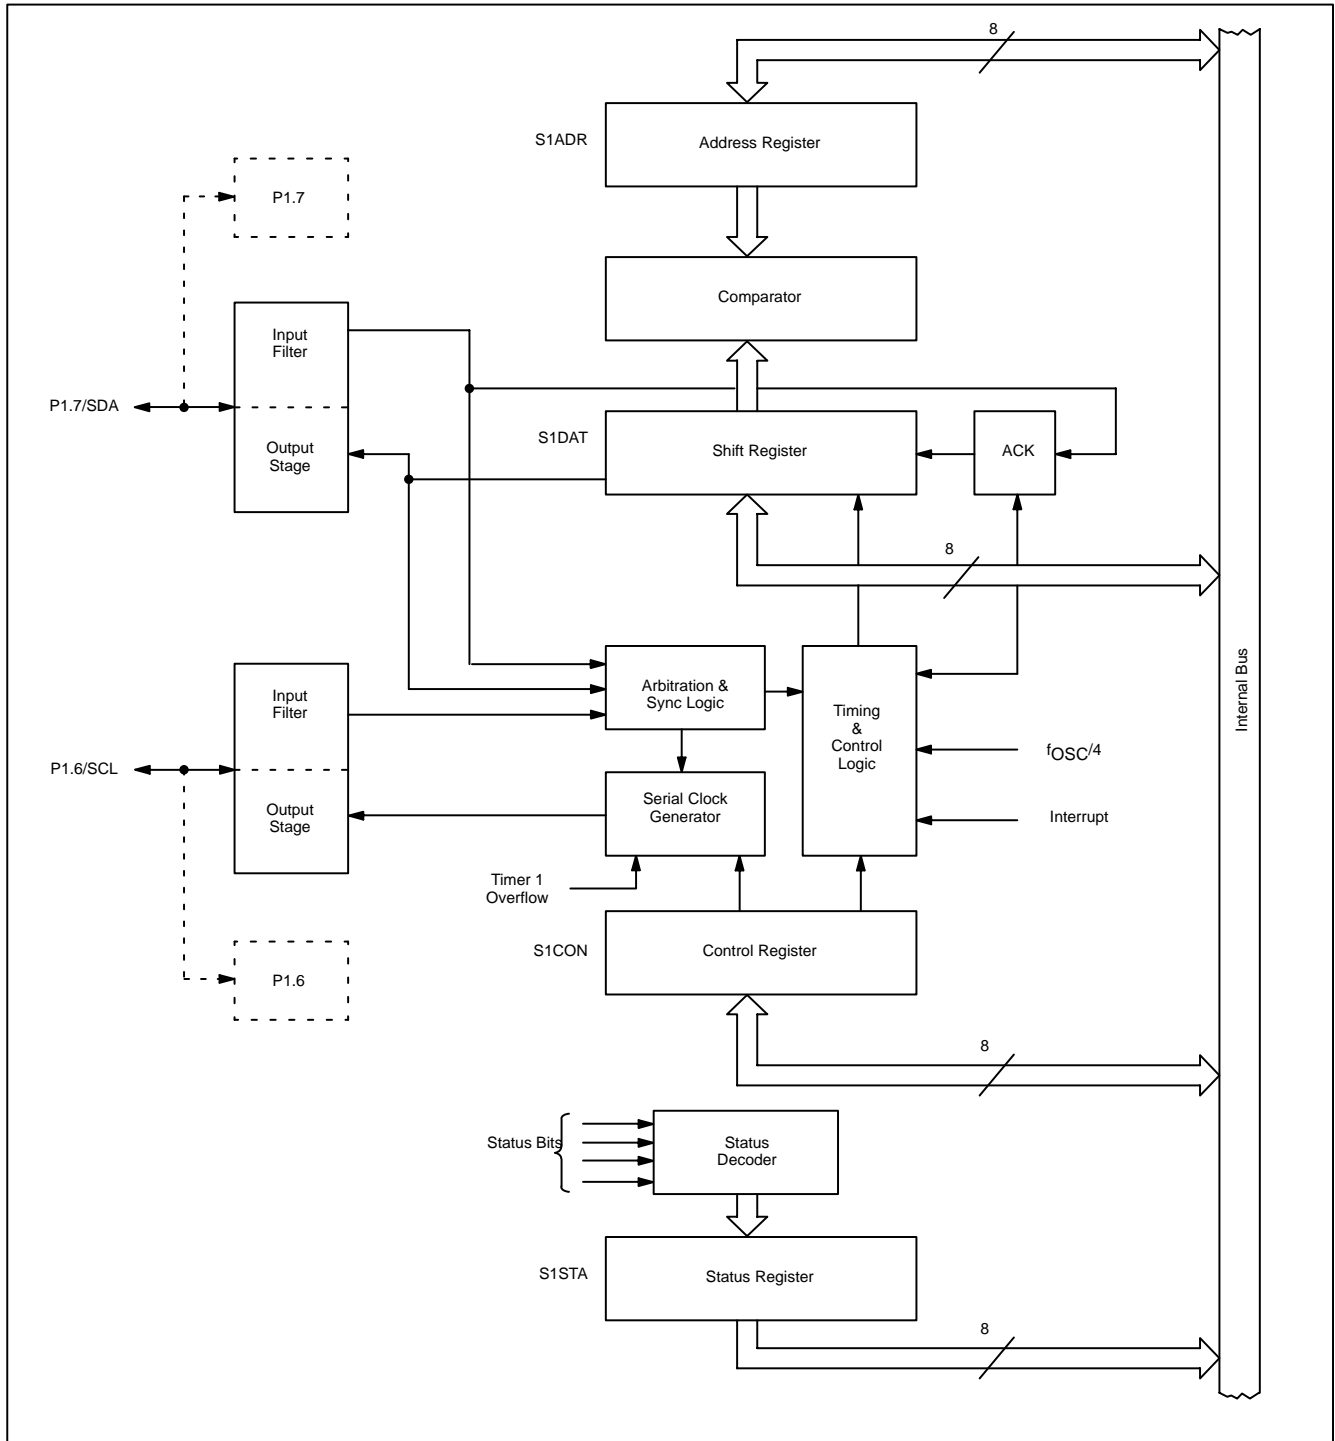 8
S1ADR
Address Register
P1.7
Comparator
Input
Filter
P1.7/SDA
Output
Stage
S1DAT
Shift Register
ACK
8
Internal Bus
Input
Filter
Arbitration &
Sync Logic
Timing
&
Control
Logic
fOSC/4
P1.6/SCL
Output
Stage
Serial Clock
Generator
Interrupt
Timer 1
Overflow
S1CON
Control Register
P1.6
8
Status Bits
Status
Decoder
S1STA
Status Register
8